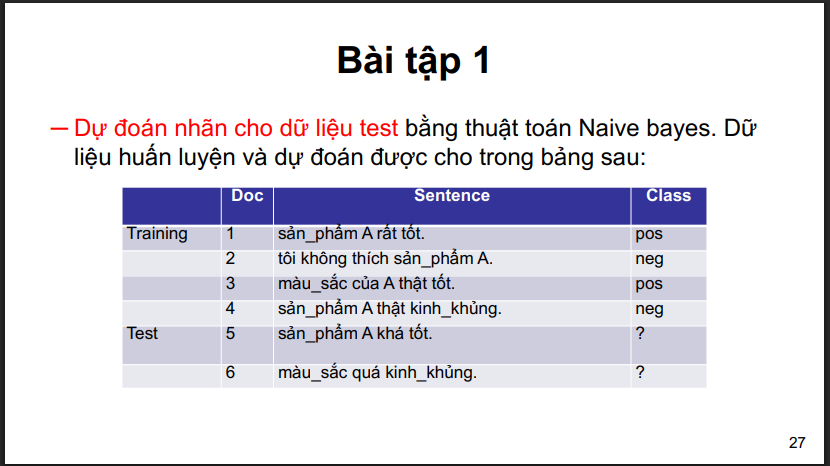 Bài tập 1
─ Dự đoán nhãn cho dữ liệu test bằng thuật toán Naive bayes. Dữ
liệu huấn luyện và dự đoán được cho trong bảng sau:
Doc Sentence Class
Training 1 sản_phẩm A rất tốt. pos
2 tôi không thích sản_phẩm A. neg
3 màu_sắc của A thật tốt. pos
4 sản_phẩm A thật kinh_khủng. neg
Test 5 sản_phẩm A khá tốt. ?
6 màu_sắc quá kinh_khủng. ?
27